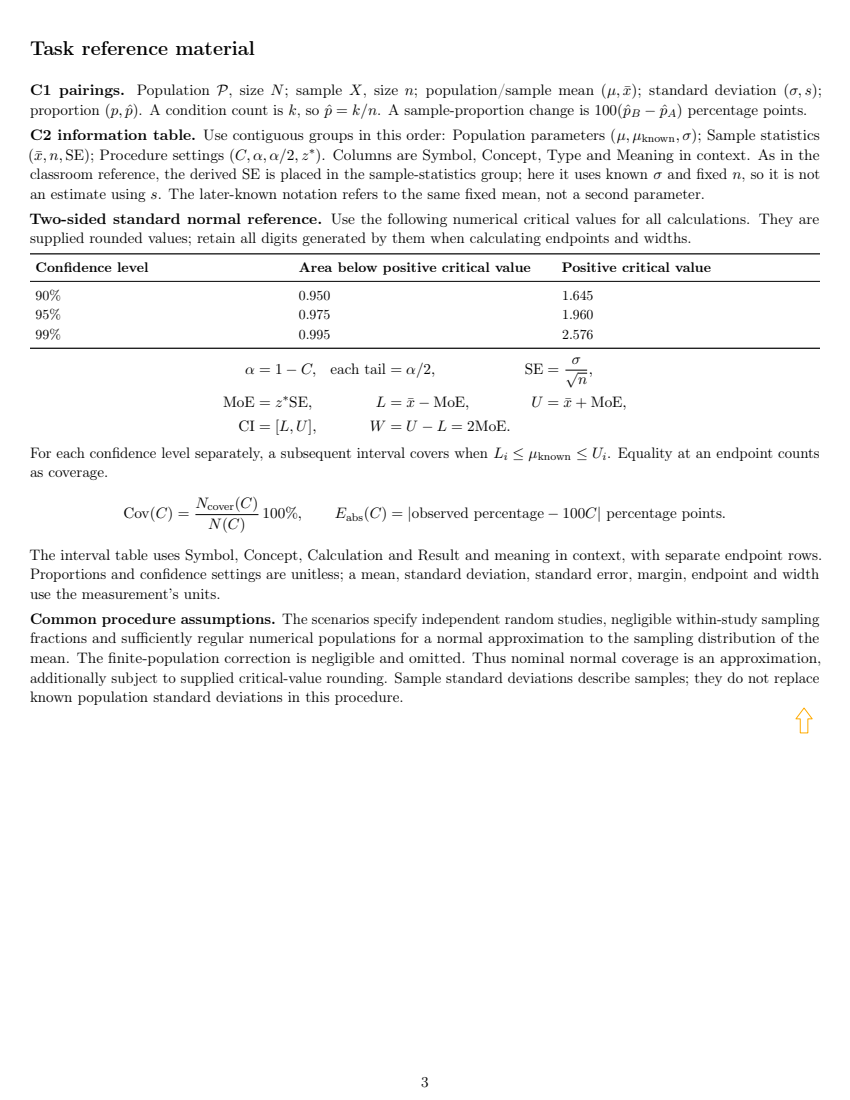 Task reference material
C1 pairings. Population 𝒫, size N; sample X, size n; population/sample mean (μ, x̄); standard deviation (σ, s);
proportion (p, p̂). A condition count is k, so p̂ = k/n. A sample-proportion change is 100(p̂_B − p̂_A) percentage points.
C2 information table. Use contiguous groups in this order: Population parameters (μ, μ_known, σ); Sample statistics
(x̄, n, SE); Procedure settings (C, α, α/2, z*). Columns are Symbol, Concept, Type and Meaning in context. As in the
classroom reference, the derived SE is placed in the sample-statistics group; here it uses known σ and fixed n, so it is not
an estimate using s. The later-known notation refers to the same fixed mean, not a second parameter.
Two-sided standard normal reference. Use the following numerical critical values for all calculations. They are
supplied rounded values; retain all digits generated by them when calculating endpoints and widths.
Confidence level Area below positive critical value Positive critical value
90% 0.950 1.645
95% 0.975 1.960
99% 0.995 2.576
α = 1 − C, each tail = α/2, SE = σ/√n,
MoE = z*SE, L = x̄ − MoE, U = x̄ + MoE,
CI = [L, U], W = U − L = 2MoE.
For each confidence level separately, a subsequent interval covers when L_i ≤ μ_known ≤ U_i. Equality at an endpoint counts
as coverage.
Cov(C) = N_cover(C)/N(C) 100%, E_abs(C) = |observed percentage − 100C| percentage points.
The interval table uses Symbol, Concept, Calculation and Result and meaning in context, with separate endpoint rows.
Proportions and confidence settings are unitless; a mean, standard deviation, standard error, margin, endpoint and width
use the measurement's units.
Common procedure assumptions. The scenarios specify independent random studies, negligible within-study sampling
fractions and sufficiently regular numerical populations for a normal approximation to the sampling distribution of the
mean. The finite-population correction is negligible and omitted. Thus nominal normal coverage is an approximation,
additionally subject to supplied critical-value rounding. Sample standard deviations describe samples; they do not replace
known population standard deviations in this procedure.
3